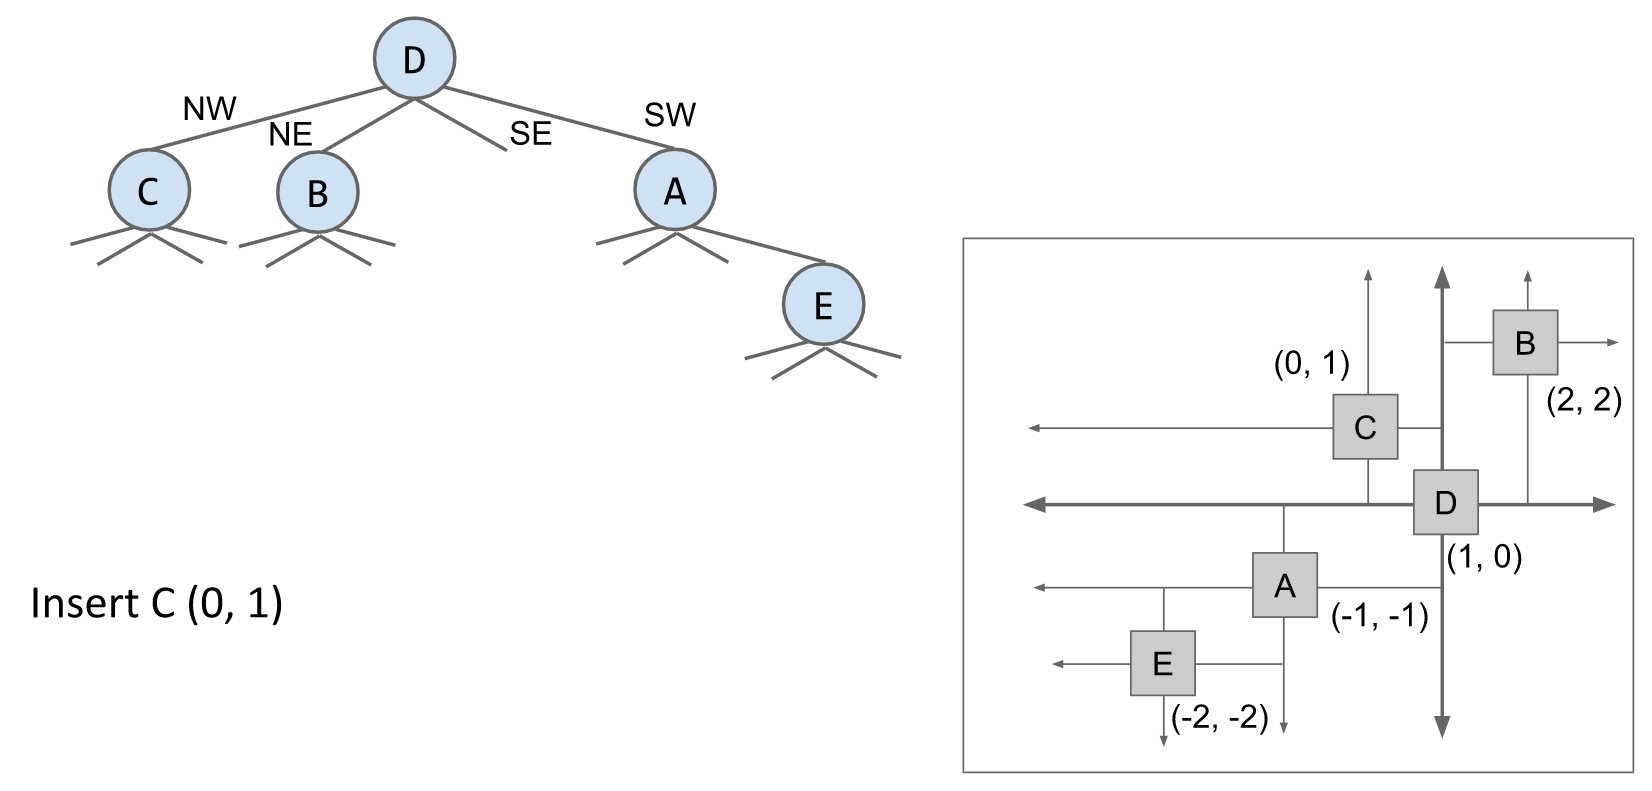 D
NW
NE
SE
SW
C
B
A
E
Insert C (0, 1)
B
(0, 1)
(2, 2)
C
D
(1, 0)
A
(-1, -1)
E
(-2, -2)